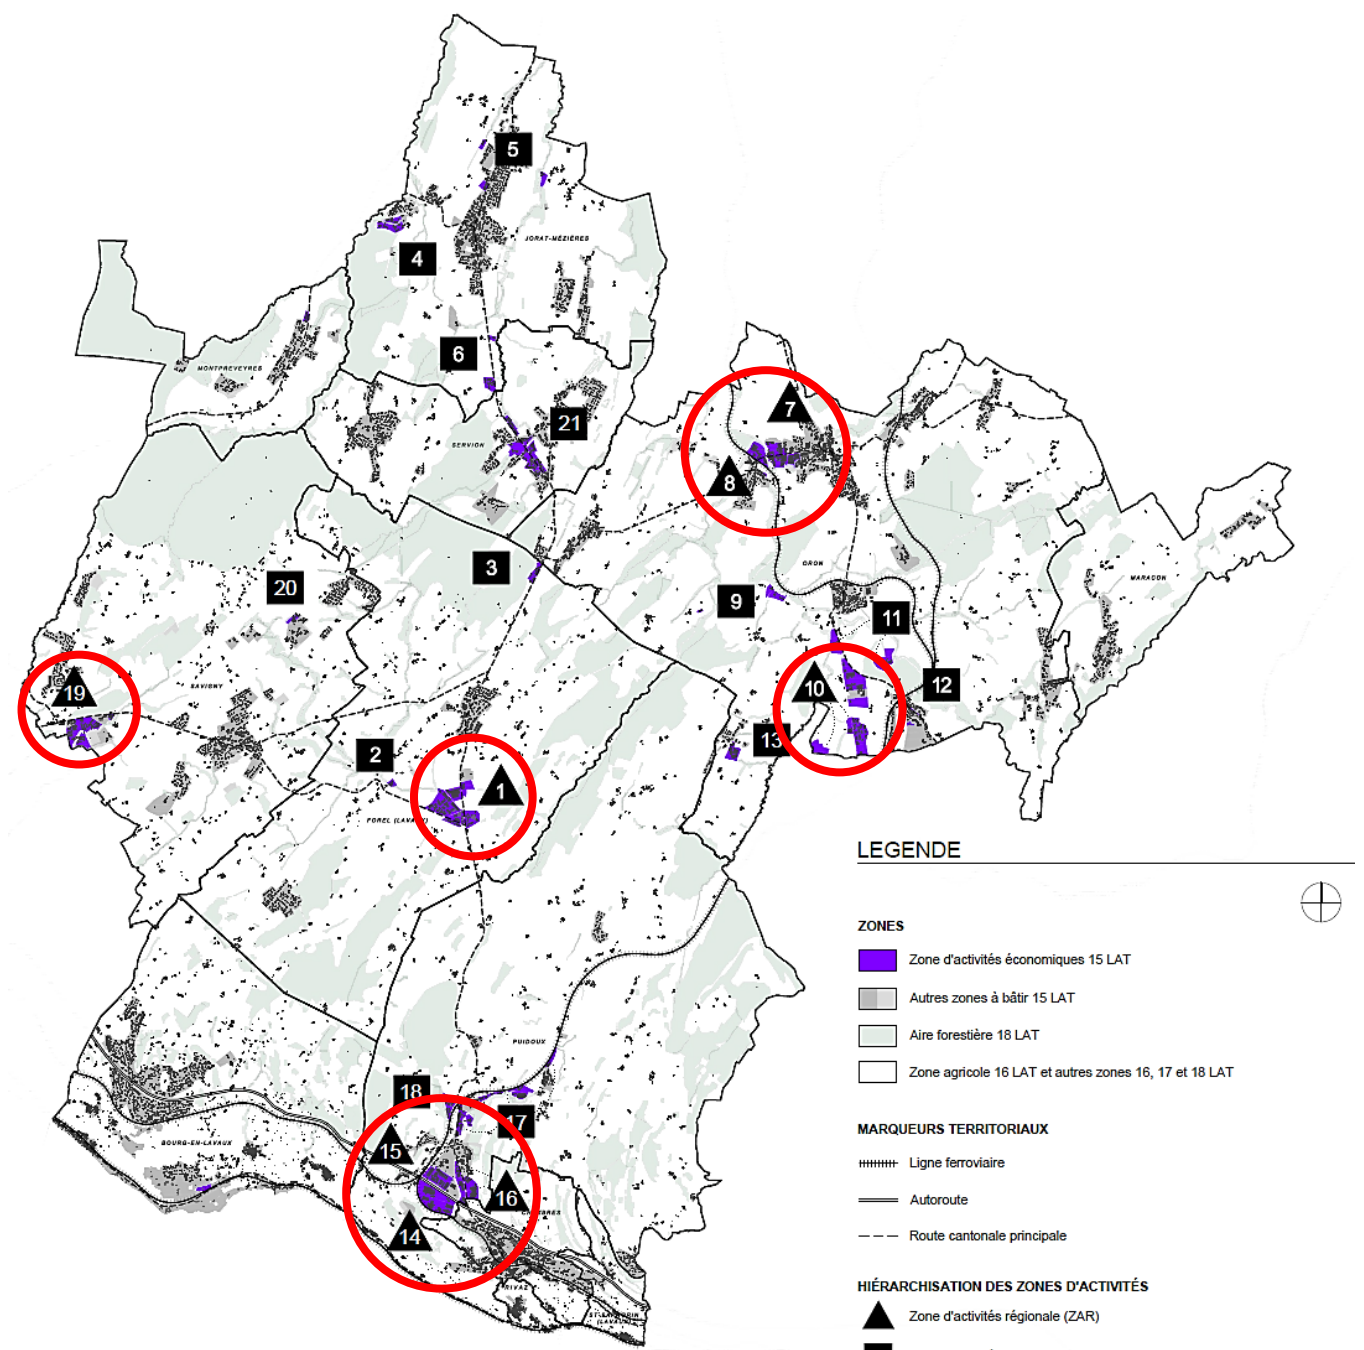 5
JORAT-MÉZIÈRES
4
6
MONTPREVEYRES
7
21
SERVION
8
3
ORON
MARACON
20
9
11
19
SAVIGNY
10
12
13
2
1
FOREL (LAVAUX)
LEGENDE
ZONES
Zone d'activités économiques 15 LAT
Autres zones à bâtir 15 LAT
Aire forestière 18 LAT
Zone agricole 16 LAT et autres zones 16, 17 et 18 LAT
PUIDOUX
18
17
15
BOURG-EN-LAVAUX
16
14
RIVAZ
MARQUEURS TERRITORIAUX
Ligne ferroviaire
Autoroute
Route cantonale principale
HIÉRARCHISATION DES ZONES D'ACTIVITÉS
Zone d'activités régionale (ZAR)